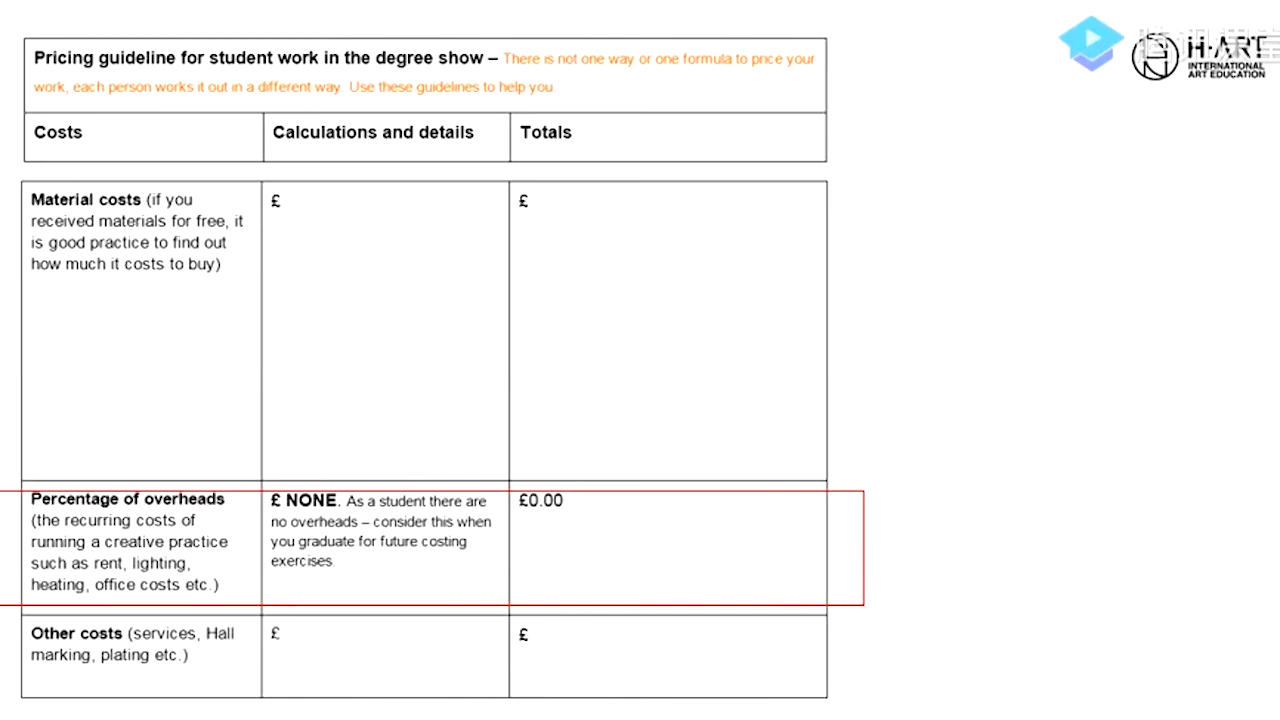 Pricing guideline for student work in the degree show – There is not one way or one formula to price your
work, each person works it out in a different way. Use these guidelines to help you.
Costs
Calculations and details
Totals
Material costs (if you
received materials for free, it
is good practice to find out
how much it costs to buy)
£
£
Percentage of overheads
(the recurring costs of
running a creative practice
such as rent, lighting,
heating, office costs etc.)
£ NONE. As a student there are
no overheads – consider this when
you graduate for future costing
exercises.
£0.00
Other costs (services, Hall
marking, plating etc.)
£
£
H·ART
INTERNATIONAL
ART EDUCATION